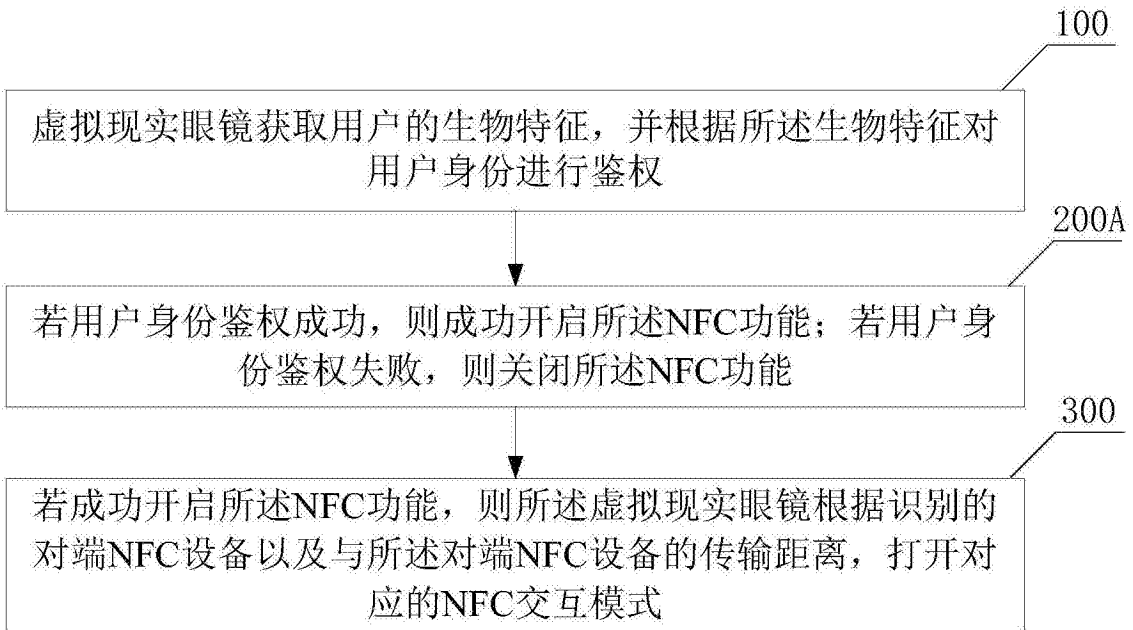 100
虚拟现实眼镜获取用户的生物特征，并根据所述生物特征对
用户身份进行鉴权
200A
若用户身份鉴权成功，则成功开启所述NFC功能；若用户身
份鉴权失败，则关闭所述NFC功能
300
若成功开启所述NFC功能，则所述虚拟现实眼镜根据识别的
对端NFC设备以及与所述对端NFC设备的传输距离，打开对
应的NFC交互模式